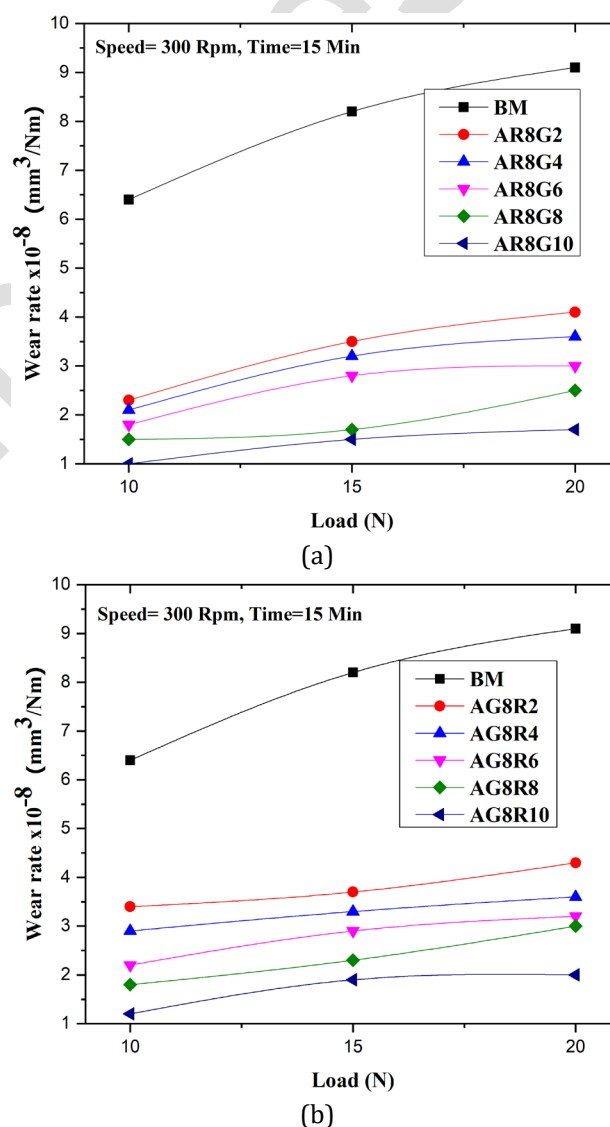 Speed= 300 Rpm, Time=15 Min
BM
AR8G2
AR8G4
AR8G6
AR8G8
AR8G10
10
9
8
7
6
5
4
3
2
1
Wear rate x10⁻⁸ (mm³/Nm)
10 15 20
Load (N)
(a)
Speed= 300 Rpm, Time=15 Min
BM
AG8R2
AG8R4
AG8R6
AG8R8
AG8R10
10
9
8
7
6
5
4
3
2
1
Wear rate x10⁻⁸ (mm³/Nm)
10 15 20
Load (N)
(b)